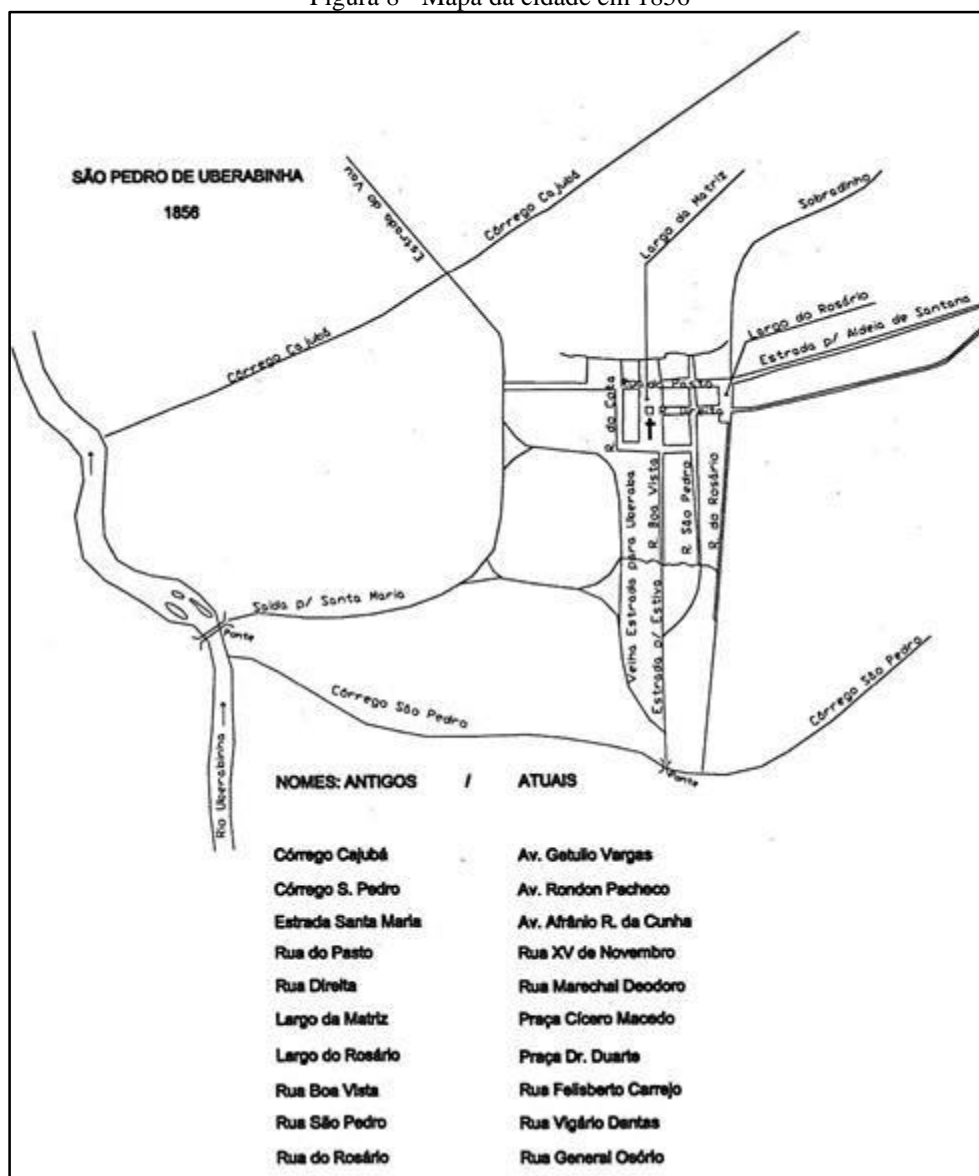 Figura 8 - Mapa da cidade em 1856
SÃO PEDRO DE UBERABINHA
1856
Estrada do Vau
Córrego Cajubá
Largo da Matriz
Sobradinho
Córrego Cajubá
Largo do Rosário
Estrada p/ Aldeia de Santana
Rua do Pasto
R. Direita
R. da Cota
R. Boa Vista
R. São Pedro
R. do Rosário
Velha Estrada para Uberaba
Estrada p/ Estiva
Saída p/ Santa Maria
Ponte
Córrego São Pedro
Córrego São Pedro
Ponte
Rio Uberabinha
NOMES: ANTIGOS / ATUAIS
Córrego Cajubá Av. Getulio Vargas
Córrego S. Pedro Av. Rondon Pacheco
Estrada Santa Maria Av. Afrânio R. da Cunha
Rua do Pasto Rua XV de Novembro
Rua Direita Rua Marechal Deodoro
Largo da Matriz Praça Cícero Macedo
Largo do Rosário Praça Dr. Duarte
Rua Boa Vista Rua Felisberto Carrejo
Rua São Pedro Rua Vigário Dantas
Rua do Rosário Rua General Osório